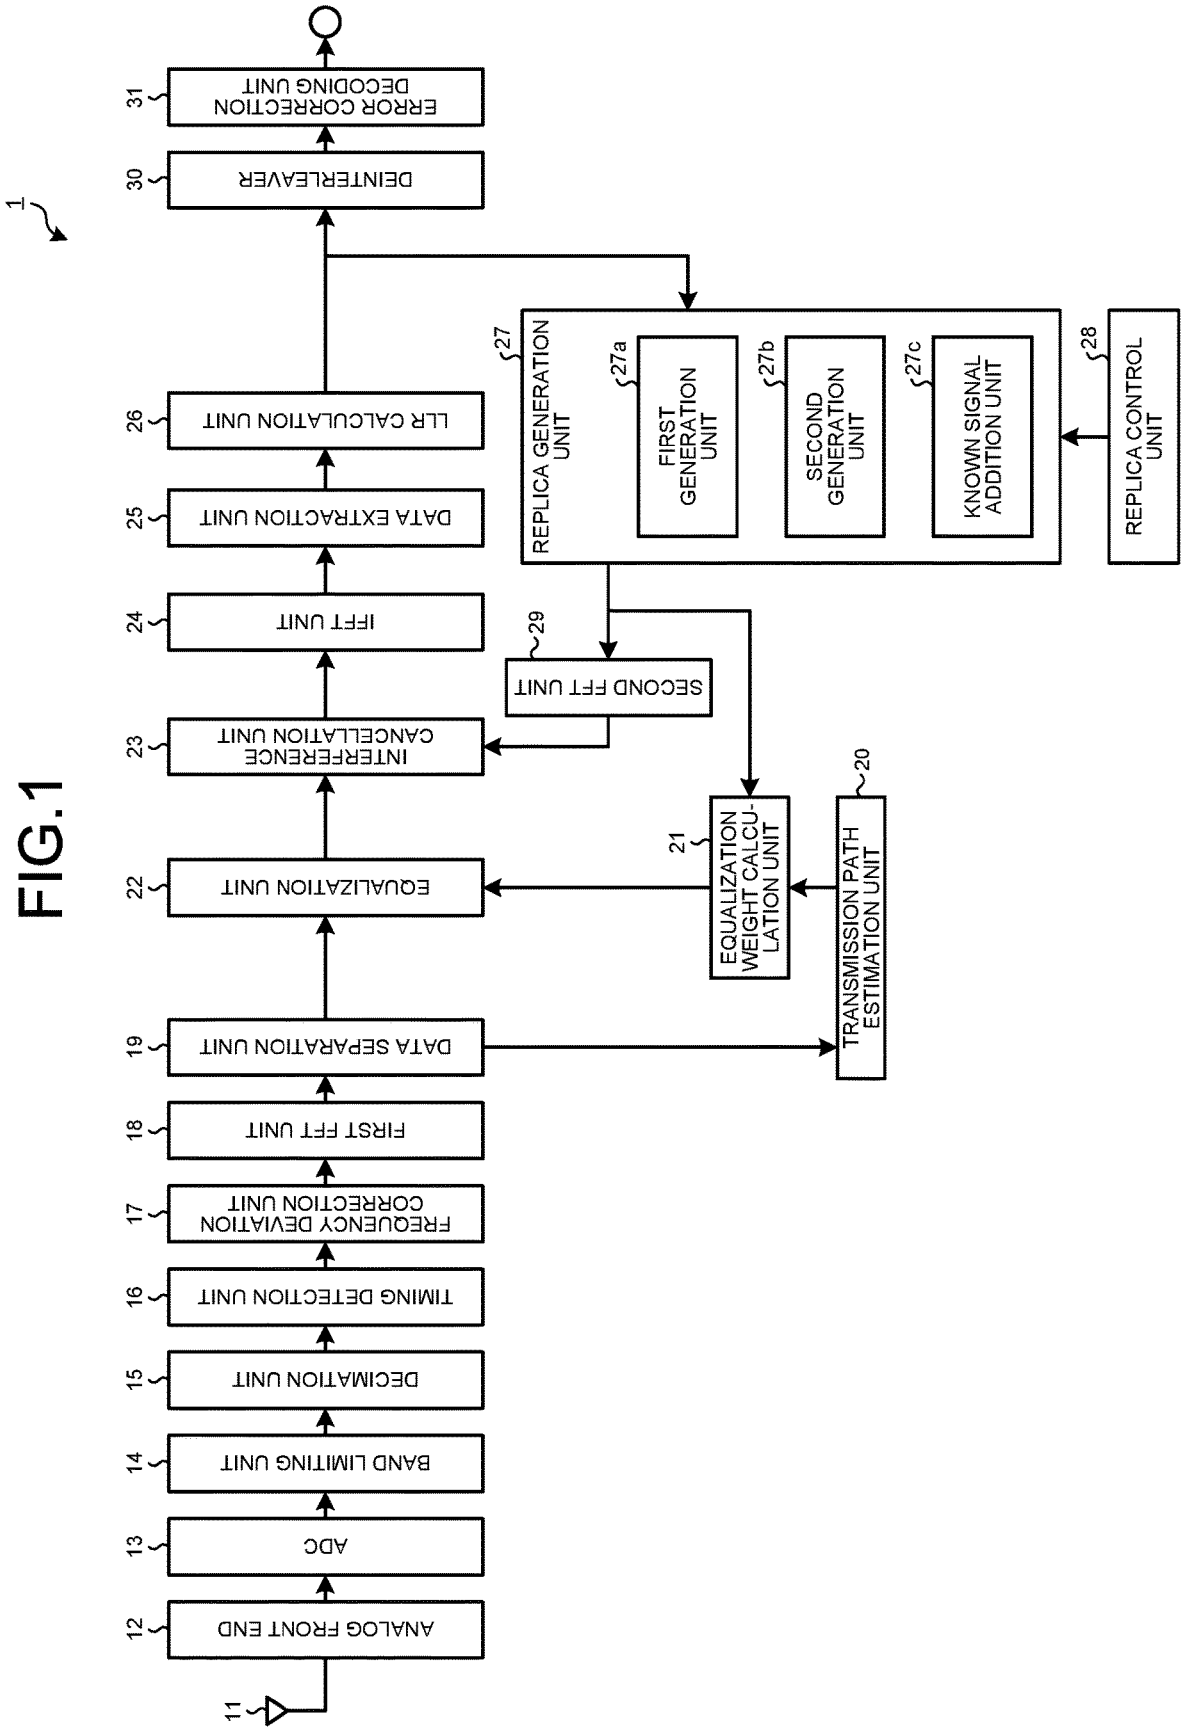 FIG.1
1
11
12
ANALOG FRONT END
13
ADC
14
BAND LIMITING UNIT
15
DECIMATION UNIT
16
TIMING DETECTION UNIT
17
FREQUENCY DEVIATION
CORRECTION UNIT
18
FIRST FFT UNIT
19
DATA SEPARATION UNIT
22
EQUALIZATION UNIT
23
INTERFERENCE
CANCELLATION UNIT
24
IFFT UNIT
25
DATA EXTRACTION UNIT
26
LLR CALCULATION UNIT
30
DEINTERLEAVER
31
ERROR CORRECTION
DECODING UNIT
20
TRANSMISSION PATH
ESTIMATION UNIT
21
EQUALIZATION
WEIGHT CALCU-
LATION UNIT
29
SECOND FFT UNIT
27
REPLICA GENERATION
UNIT
27a
FIRST
GENERATION
UNIT
27b
SECOND
GENERATION
UNIT
27c
KNOWN SIGNAL
ADDITION UNIT
28
REPLICA CONTROL
UNIT